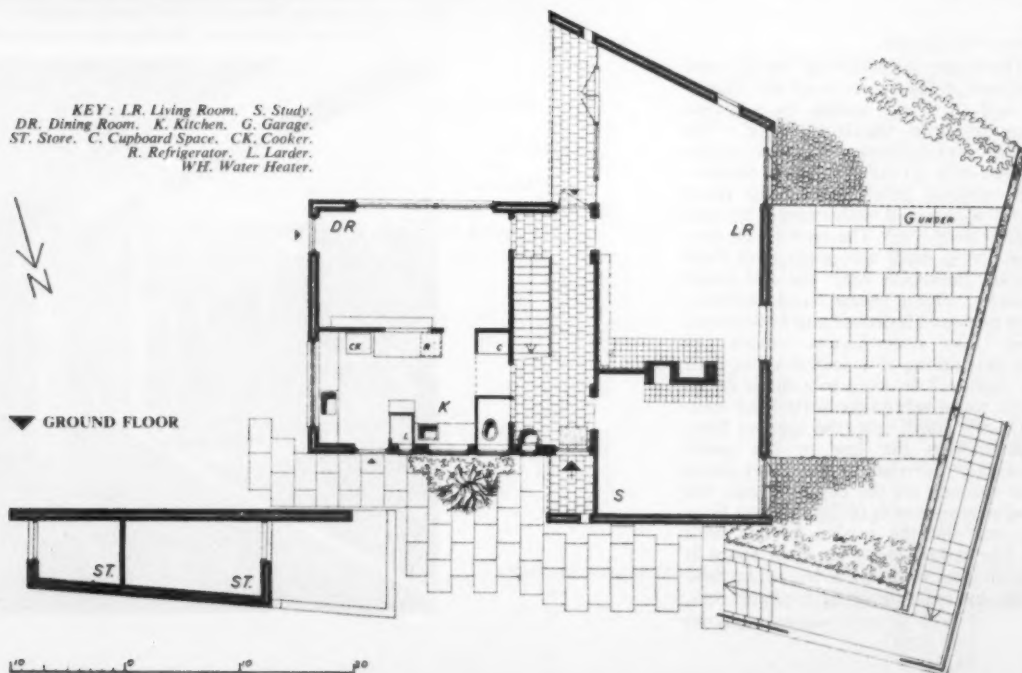 KEY: LR. Living Room. S. Study.
DR. Dining Room. K. Kitchen. G. Garage.
ST. Store. C. Cupboard Space. CK. Cooker.
R. Refrigerator. L. Larder.
WH. Water Heater.
DR
LR
G UNDER
N
CK
R
C
K
L
GROUND FLOOR
S
ST.
ST.
10 0 10 20